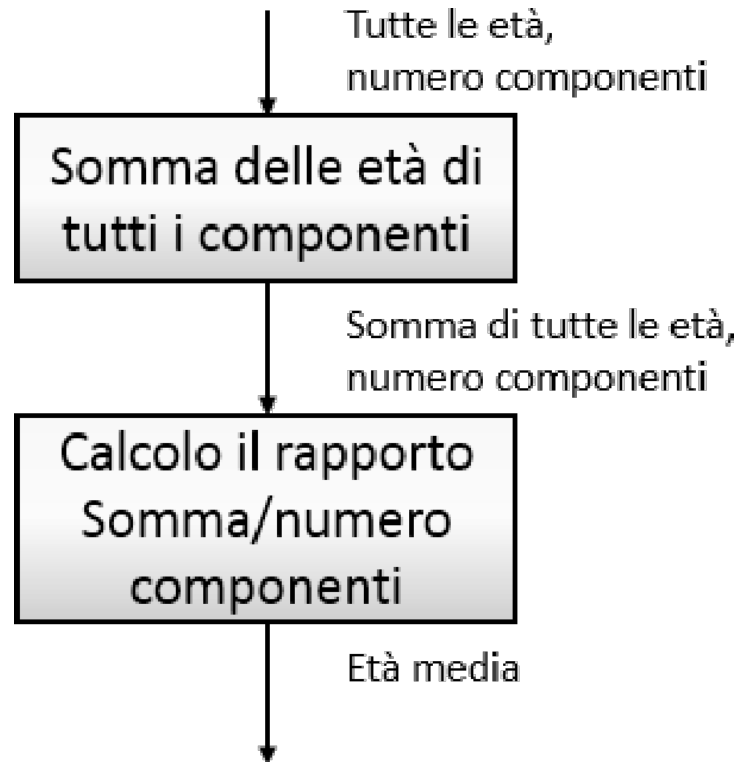 Tutte le età,
numero componenti
Somma delle età di
tutti i componenti
Somma di tutte le età,
numero componenti
Calcolo il rapporto
Somma/numero
componenti
Età media